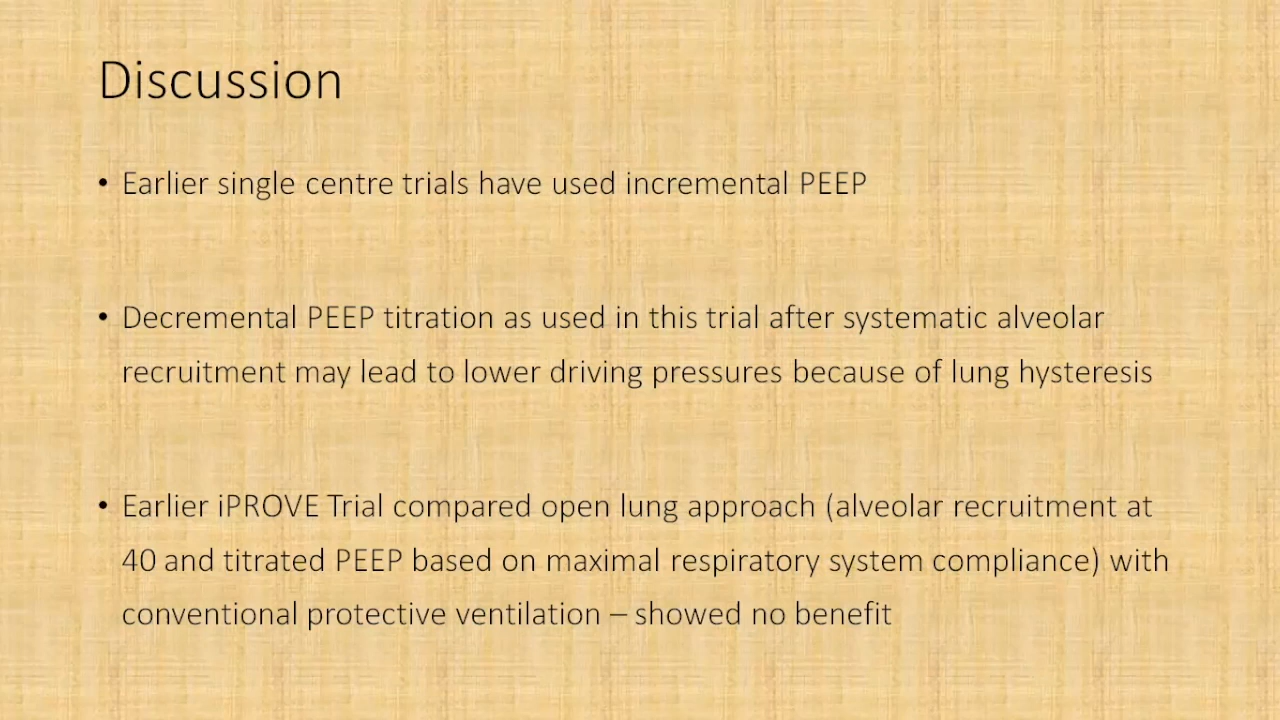 Discussion
• Earlier single centre trials have used incremental PEEP
• Decremental PEEP titration as used in this trial after systematic alveolar
recruitment may lead to lower driving pressures because of lung hysteresis
• Earlier iPROVE Trial compared open lung approach (alveolar recruitment at
40 and titrated PEEP based on maximal respiratory system compliance) with
conventional protective ventilation – showed no benefit